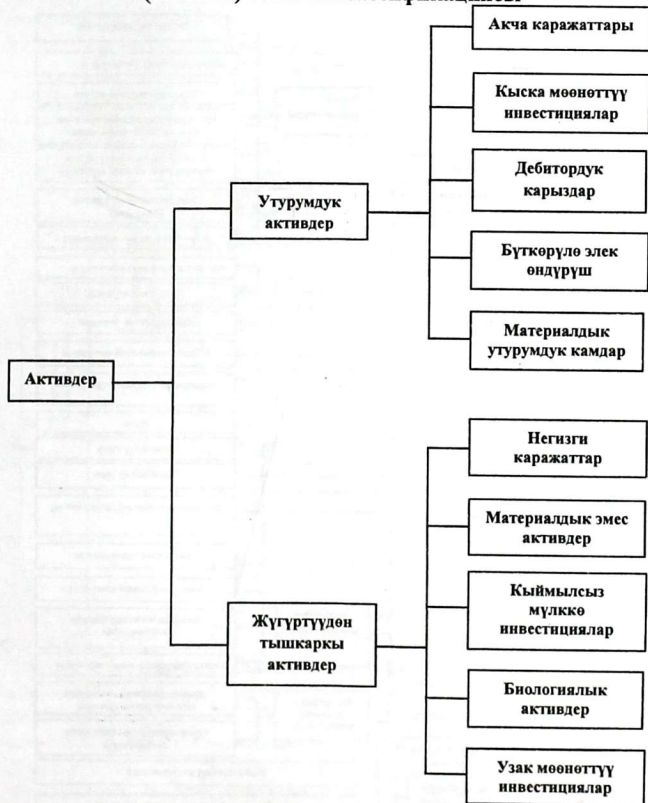 Акча каражаттары
Кыска мөөнөттүү
инвестициялар
Дебитордук
карыздар
Утурумдук
активдер
Бүткөрүлө элек
өндүрүш
Материалдык
утурумдук камдар
Активдер
Негизги
каражаттар
Материалдык эмес
активдер
Жүгүртүүдөн
тышкаркы
активдер
Кыймылсыз
мүлккө
инвестициялар
Биологиялык
активдер
Узак мөөнөттүү
инвестициялар